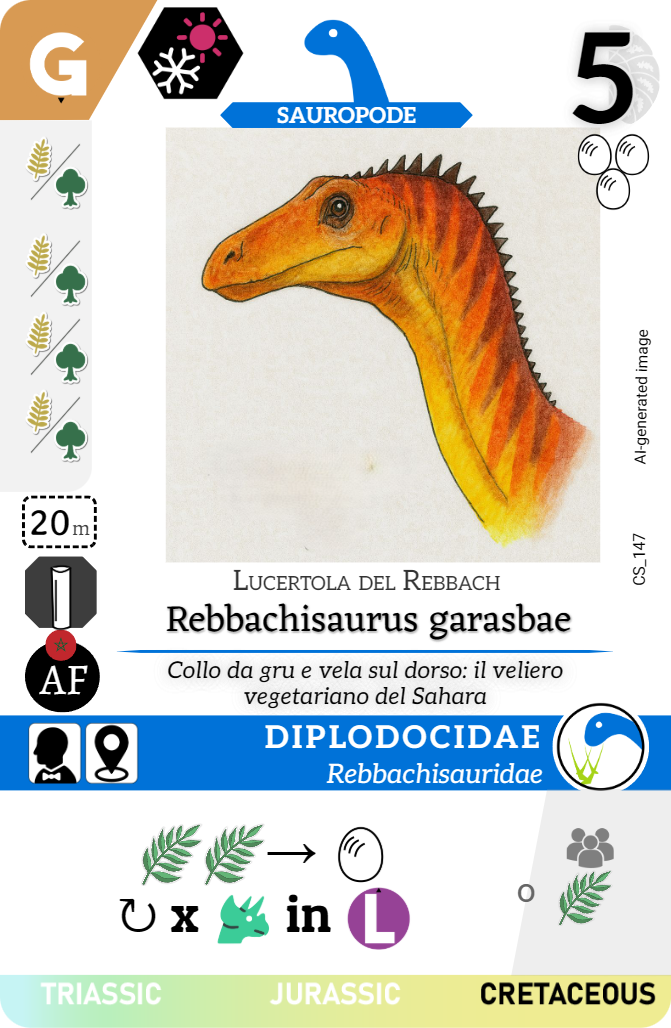 G
5
SAUROPODE
AI-generated image
CS_147
20m
AF
LUCERTOLA DEL REBBACH
Rebbachisaurus garasbae
Collo da gru e vela sul dorso: il veliero
vegetariano del Sahara
DIPLODOCIDAE
Rebbachisauridae
x in L
o
TRIASSIC JURASSIC CRETACEOUS